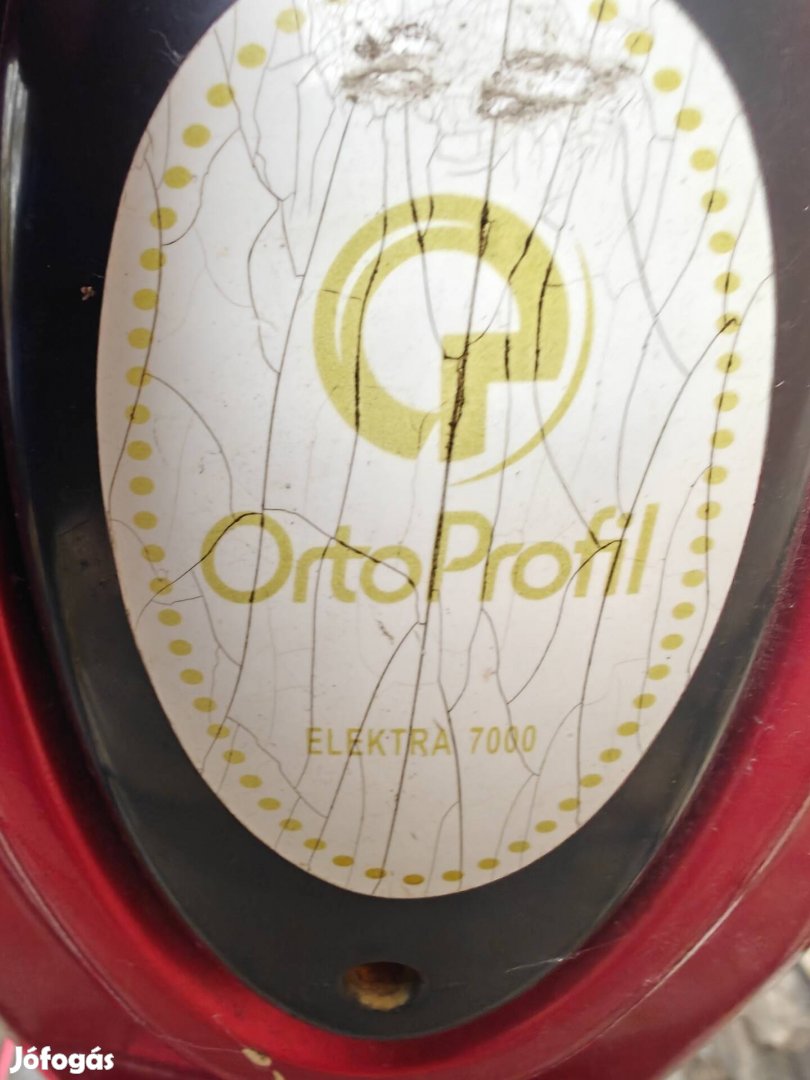 OrtoProfil
ELEKTRA 7000
Jófogás